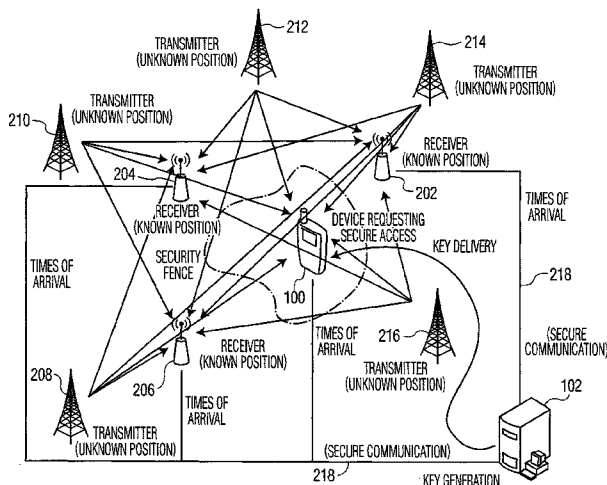 212
TRANSMITTER
(UNKNOWN POSITION)
214
TRANSMITTER
(UNKNOWN POSITION)
210
TRANSMITTER
(UNKNOWN POSITION)
204
RECEIVER
(KNOWN POSITION)
RECEIVER
(KNOWN POSITION)
202
DEVICE REQUESTING
SECURE ACCESS
TIMES OF
ARRIVAL
KEY DELIVERY
SECURITY
FENCE
TIMES OF
ARRIVAL
100
218
216
TIMES OF
ARRIVAL
TRANSMITTER
(UNKNOWN POSITION)
(SECURE
COMMUNICATION)
RECEIVER
(KNOWN POSITION)
206
208
TIMES OF
ARRIVAL
102
TRANSMITTER
(UNKNOWN POSITION)
(SECURE COMMUNICATION)
218
KEY GENERATION